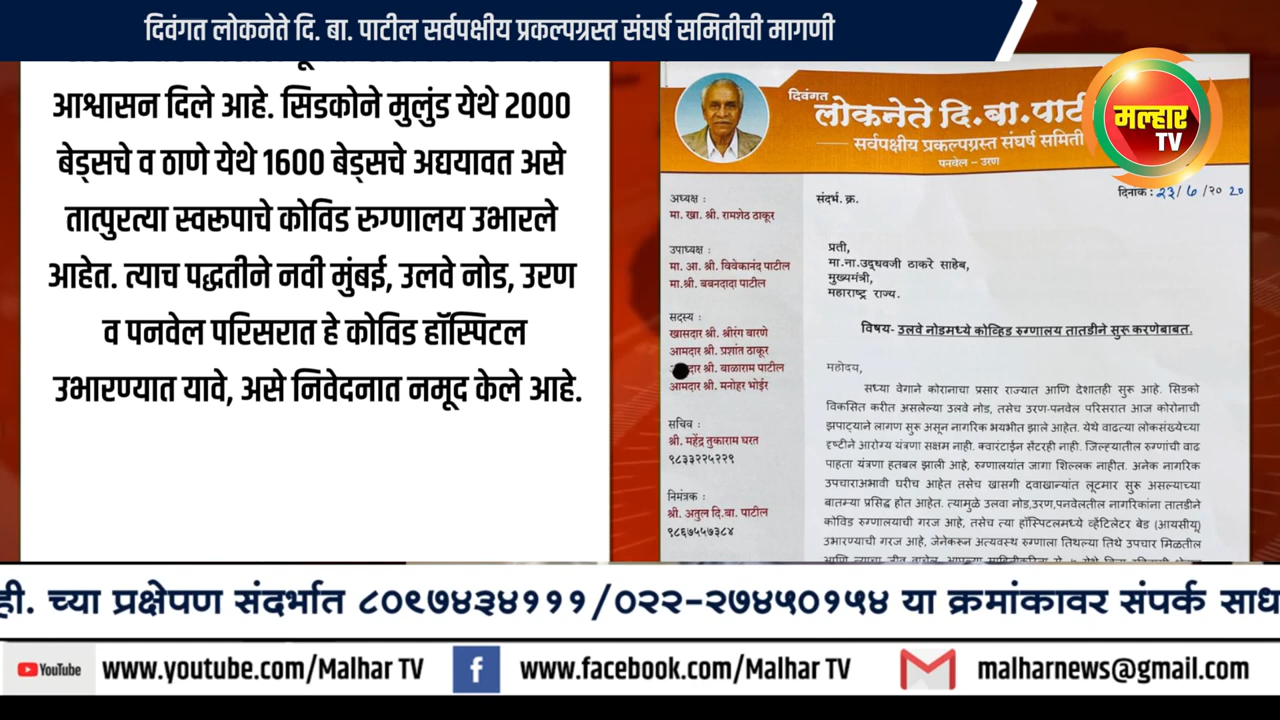 दिवंगत लोकनेते दि. बा. पाटील सर्वपक्षीय प्रकल्पग्रस्त संघर्ष समितीची मागणी
आश्वासन दिले आहे. सिडकोने मुलुंड येथे 2000
बेड्सचे व ठाणे येथे 1600 बेड्सचे अद्ययावत असे
तात्पुरत्या स्वरूपाचे कोविड रुग्णालय उभारले
आहेत. त्याच पद्धतीने नवी मुंबई, उलवे नोड, उरण
व पनवेल परिसरात हे कोविड हॉस्पिटल
उभारण्यात यावे, असे निवेदनात नमूद केले आहे.
दिवंगत
लोकनेते दि.बा.पाटी
सर्वपक्षीय प्रकल्पग्रस्त संघर्ष समिती
पनवेल – उरण
मल्हार
TV
दिनांक : २३/६/२० २०
संदर्भ. क्र.
अध्यक्ष :
मा. खा. श्री. रामशेठ ठाकूर
उपाध्यक्ष :
मा. आ. श्री. विवेकानंद पाटील
मा.श्री. बबनदादा पाटील
सदस्य :
खासदार श्री. श्रीरंग बारणे
आमदार श्री. प्रशांत ठाकूर
दार श्री. बाळाराम पाटील
आमदार श्री. मनोहर भोईर
सचिव :
श्री. महेंद्र तुकाराम घरत
९८३३२२५२२९
निमंत्रक :
श्री. अतुल दि.बा. पाटील
९८६७५५७३८४
प्रती,
मा.ना.उद्धवजी ठाकरे साहेब,
मुख्यमंत्री,
महाराष्ट्र राज्य.
विषय- उलवे नोडमध्ये कोव्हिड रुग्णालय तातडीने सुरू करणेबाबत.
महोदय,
सध्या वेगाने कोरानाचा प्रसार राज्यात आणि देशातही सुरू आहे. सिडको
विकसित करीत असलेल्या उलवे नोड, तसेच उरण-पनवेल परिसरात आज कोरोनाची
झपाट्याने लागण सुरू असून नागरिक भयभीत झाले आहेत. येथे वाढत्या लोकसंख्येच्या
दृष्टीने आरोग्य यंत्रणा सक्षम नाही. क्वारंटाईन सेंटरही नाही. जिल्ह्यातील रुग्णांची वाढ
पाहता यंत्रणा हतबल झाली आहे, रुग्णालयांत जागा शिल्लक नाहीत. अनेक नागरिक
उपचाराअभावी घरीच आहेत तसेच खासगी दवाखान्यांत लूटमार सुरू असल्याच्या
बातम्या प्रसिद्ध होत आहेत. त्यामुळे उलवा नोड,उरण,पनवेलतील नागरिकांना तातडीने
कोविड रुग्णालयाची गरज आहे, तसेच त्या हॉस्पिटलमध्ये व्हेंटिलेटर बेड (आयसीयू)
उभारण्याची गरज आहे, जेनेकरून अत्यवस्थ रुग्णाला तिथल्या तिथे उपचार मिळतील
ही. च्या प्रक्षेपण संदर्भात ८०९७४३४१११/०२२-२७४५०१५४ या क्रमांकावर संपर्क साध
YouTube www.youtube.com/Malhar TV f www.facebook.com/Malhar TV malharnews@gmail.com